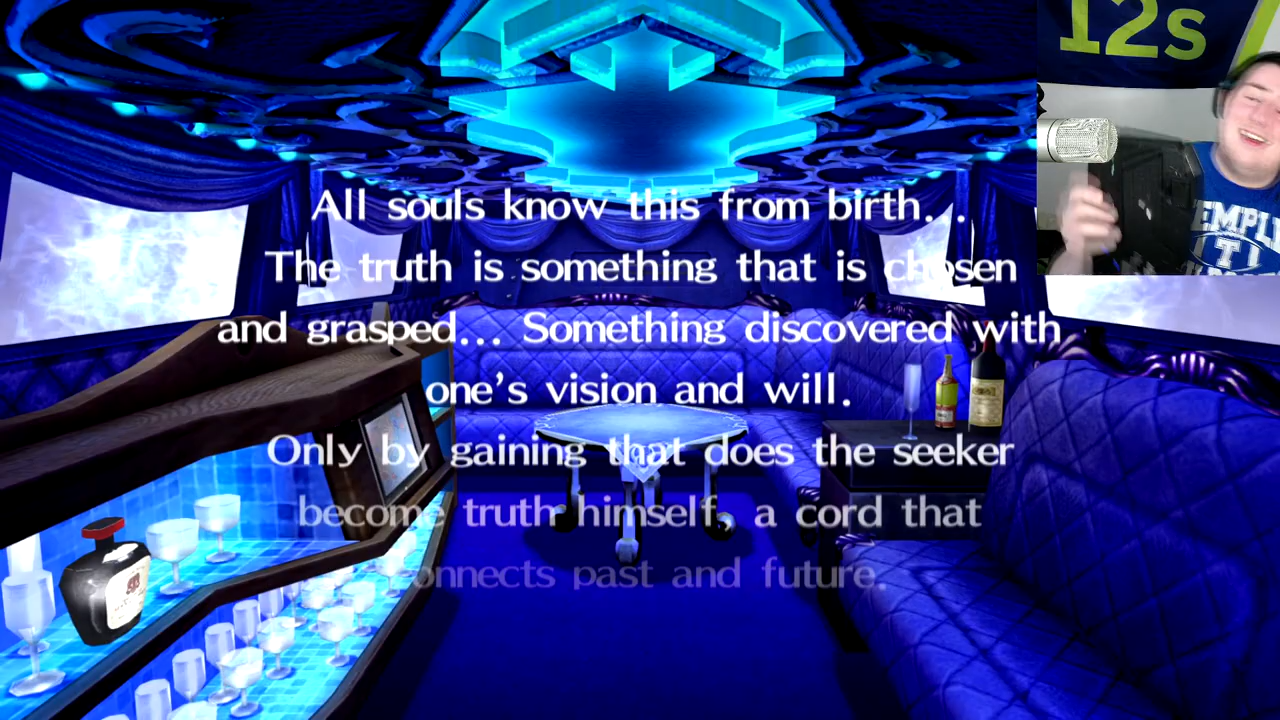 12s
All souls know this from birth. . .
The truth is something that is chosen
and grasped... Something discovered with
one's vision and will.
Only by gaining that does the seeker
become truth himself, a cord that
connects past and future.